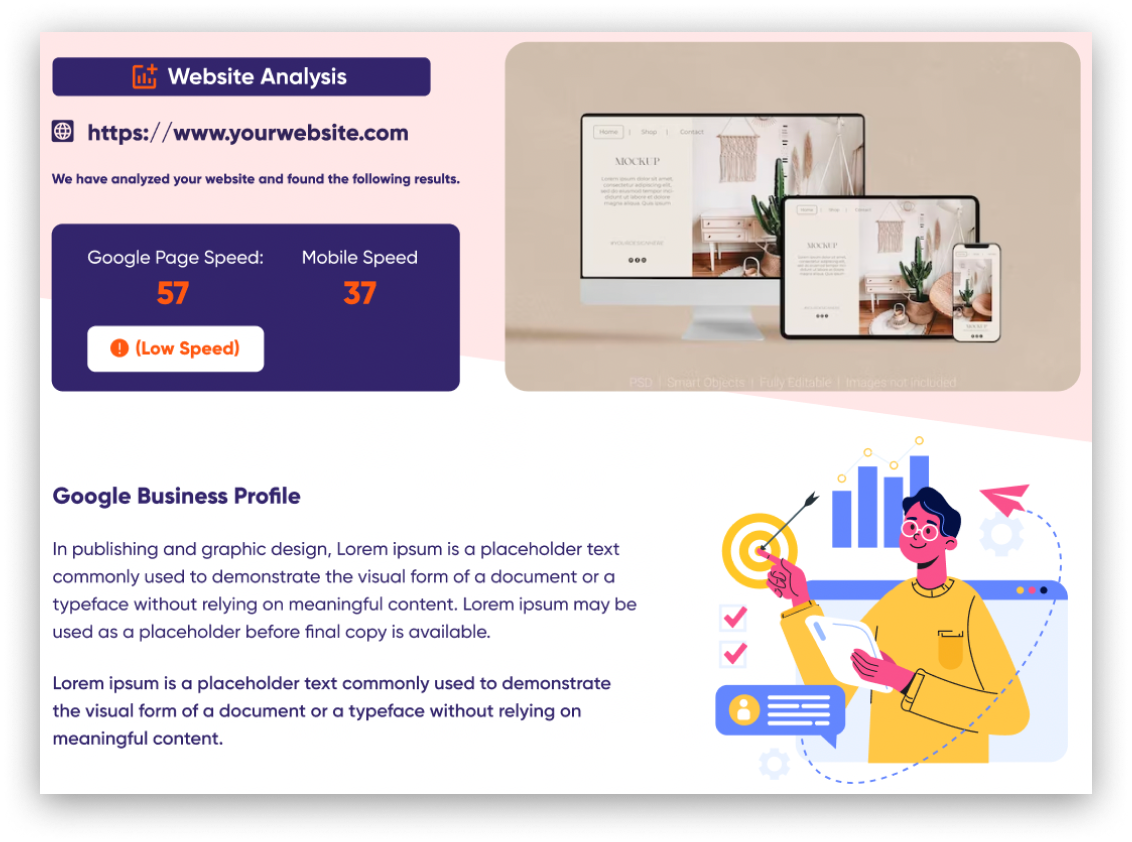 Website Analysis
https://www.yourwebsite.com
We have analyzed your website and found the following results.
Google Page Speed:
57
Mobile Speed
37
(Low Speed)
Home | Shop | Contact
MOCKUP
Lorem ipsum dolor sit amet,
consectetur adipiscing elit,
sed do eiusmod tempor inci-
didunt ut labore et dolore
magna aliqua. Quis ipsum
Home | Shop | Contact
MOCKUP
MOCKUP
PSD | Smart Objects | Fully Editable | Images not included
Google Business Profile
In publishing and graphic design, Lorem ipsum is a placeholder text
commonly used to demonstrate the visual form of a document or a
typeface without relying on meaningful content. Lorem ipsum may be
used as a placeholder before final copy is available.
Lorem ipsum is a placeholder text commonly used to demonstrate
the visual form of a document or a typeface without relying on
meaningful content.